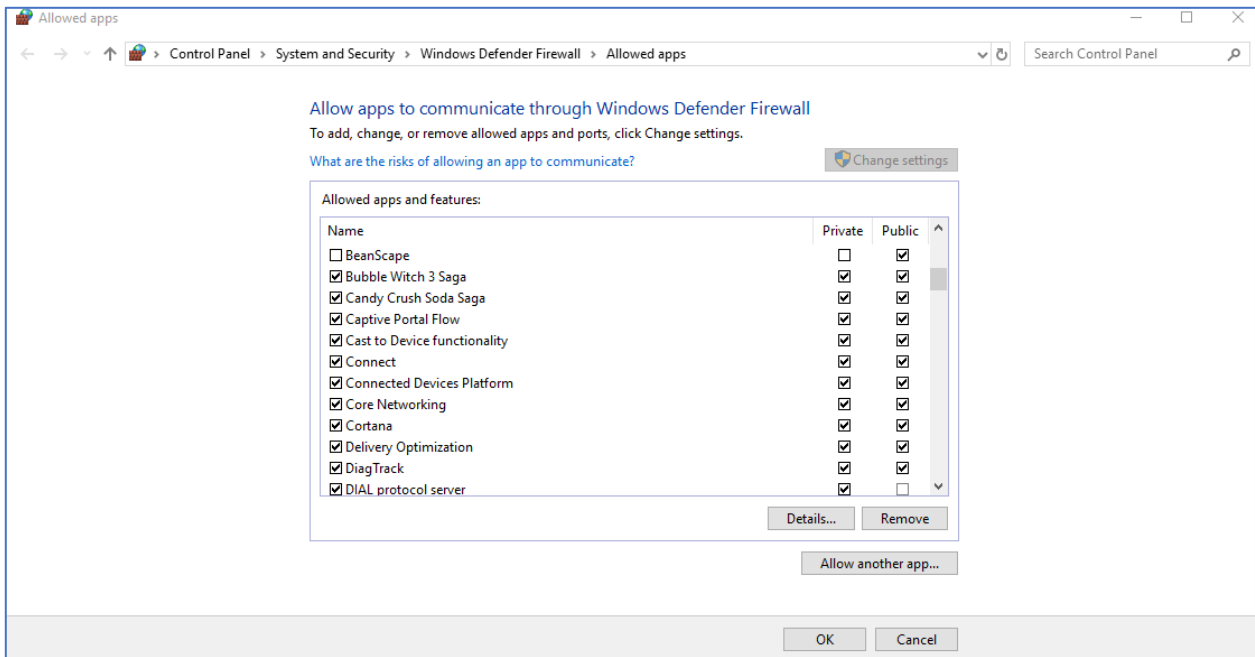 Allowed apps
Control Panel > System and Security > Windows Defender Firewall > Allowed apps
Search Control Panel
Allow apps to communicate through Windows Defender Firewall
To add, change, or remove allowed apps and ports, click Change settings.
What are the risks of allowing an app to communicate?
Change settings
Allowed apps and features:
Name Private Public
BeanScape
Bubble Witch 3 Saga
Candy Crush Soda Saga
Captive Portal Flow
Cast to Device functionality
Connect
Connected Devices Platform
Core Networking
Cortana
Delivery Optimization
DiagTrack
DIAL protocol server
Details... Remove
Allow another app...
OK Cancel